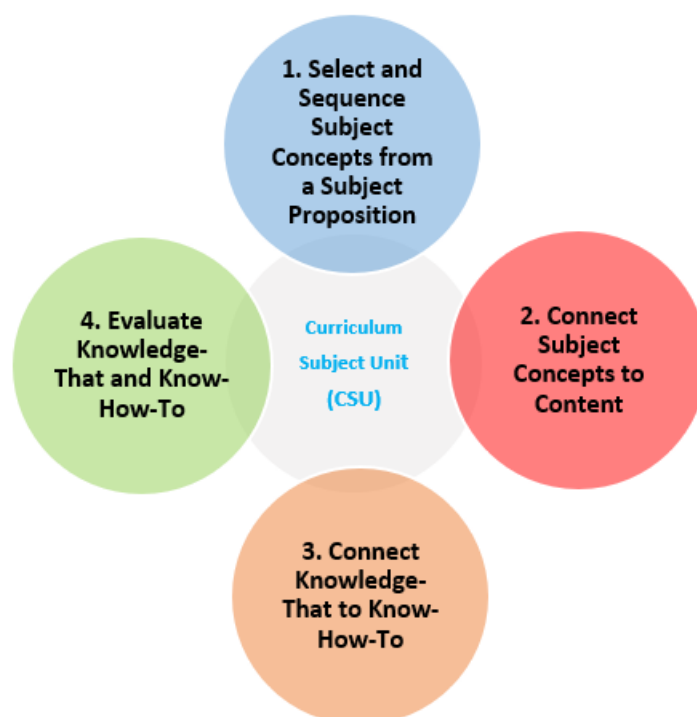 1. Select and
Sequence
Subject
Concepts from
a Subject
Proposition
4. Evaluate
Knowledge-
That and Know-
How-To
Curriculum
Subject Unit
(CSU)
2. Connect
Subject
Concepts to
Content
3. Connect
Knowledge-
That to Know-
How-To